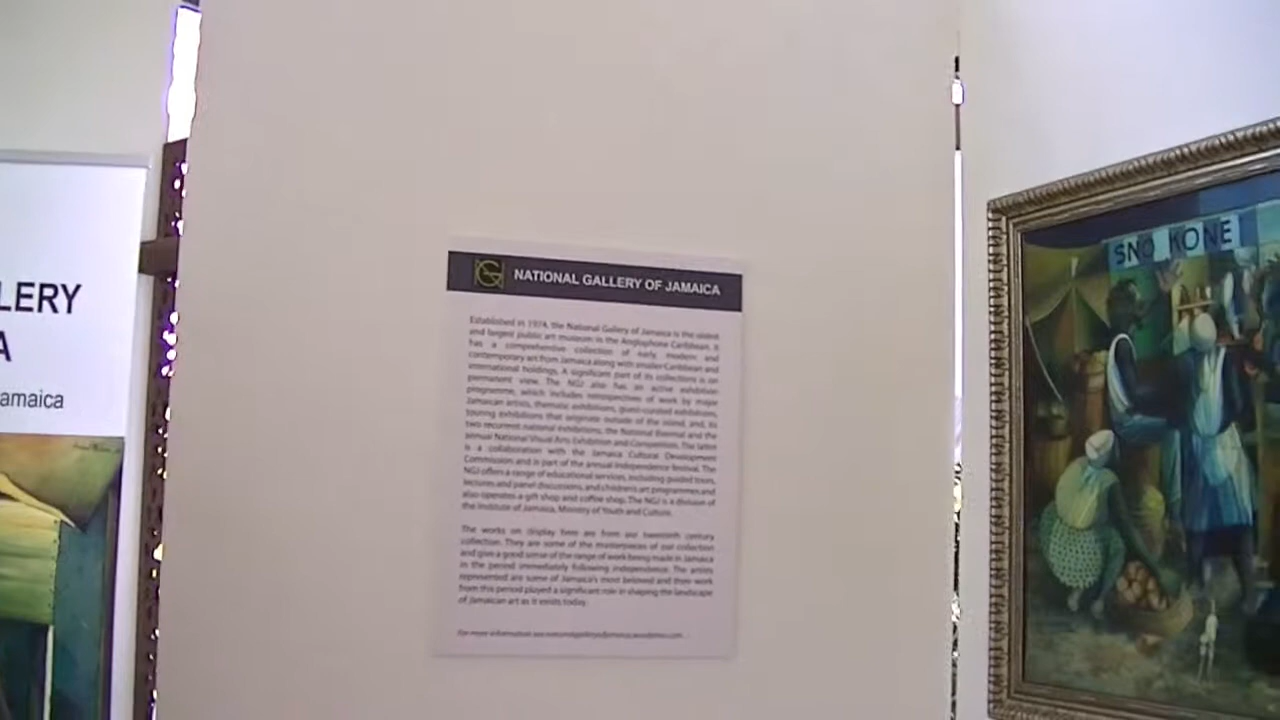 LERY
A
amaica
NATIONAL GALLERY OF JAMAICA
Established in 1974, the National Gallery of Jamaica is the oldest
and largest public art museum in the Anglophone Caribbean. It
has a comprehensive collection of early, modern and
contemporary art from Jamaica along with smaller Caribbean and
international holdings. A significant part of its collections is on
permanent view. The NGJ also has an active exhibition
programme, which includes retrospectives of work by major
Jamaican artists, thematic exhibitions, guest-curated exhibitions,
touring exhibitions that originate outside of the island, and, its
two recurrent national exhibitions, the National Biennial and the
annual National Visual Arts Exhibition and Competition. The latter
is a collaboration with the Jamaica Cultural Development
Commission and is part of the annual Independence festival. The
NGJ offers a range of educational services, including guided tours,
lectures and panel discussions, and children's art programmes and
also operates a gift shop and coffee shop. The NGJ is a division of
the Institute of Jamaica, Ministry of Youth and Culture.
The works on display here are from our twentieth century
collection. They are some of the masterpieces of our collection
and give a good sense of the range of work being made in Jamaica
in the period immediately following independence. The artists
represented are some of Jamaica's most beloved and their work
from this period played a significant role in shaping the landscape
of Jamaican art as it exists today.
For more information see nationalgalleryofjamaica.wordpress.com
SNO KONE